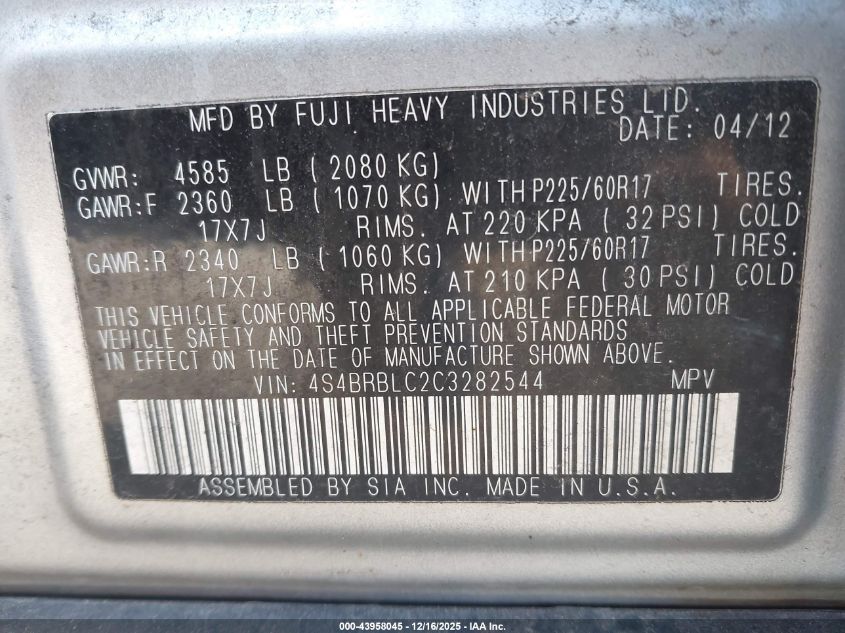 MFD BY FUJI HEAVY INDUSTRIES LTD.
DATE: 04/12
GVWR: 4585 LB ( 2080 KG)
GAWR:F 2360 LB ( 1070 KG) WITH P225/60R17 TIRES.
17X7J RIMS. AT 220 KPA ( 32 PSI) COLD
GAWR:R 2340 LB ( 1060 KG) WITH P225/60R17 TIRES.
17X7J RIMS. AT 210 KPA ( 30 PSI) COLD
THIS VEHICLE CONFORMS TO ALL APPLICABLE FEDERAL MOTOR
VEHICLE SAFETY AND THEFT PREVENTION STANDARDS
IN EFFECT ON THE DATE OF MANUFACTURE SHOWN ABOVE.
VIN: 4S4BRBLC2C3282544 MPV
ASSEMBLED BY SIA INC. MADE IN U.S.A.
000-43958045 - 12/16/2025 - IAA Inc.